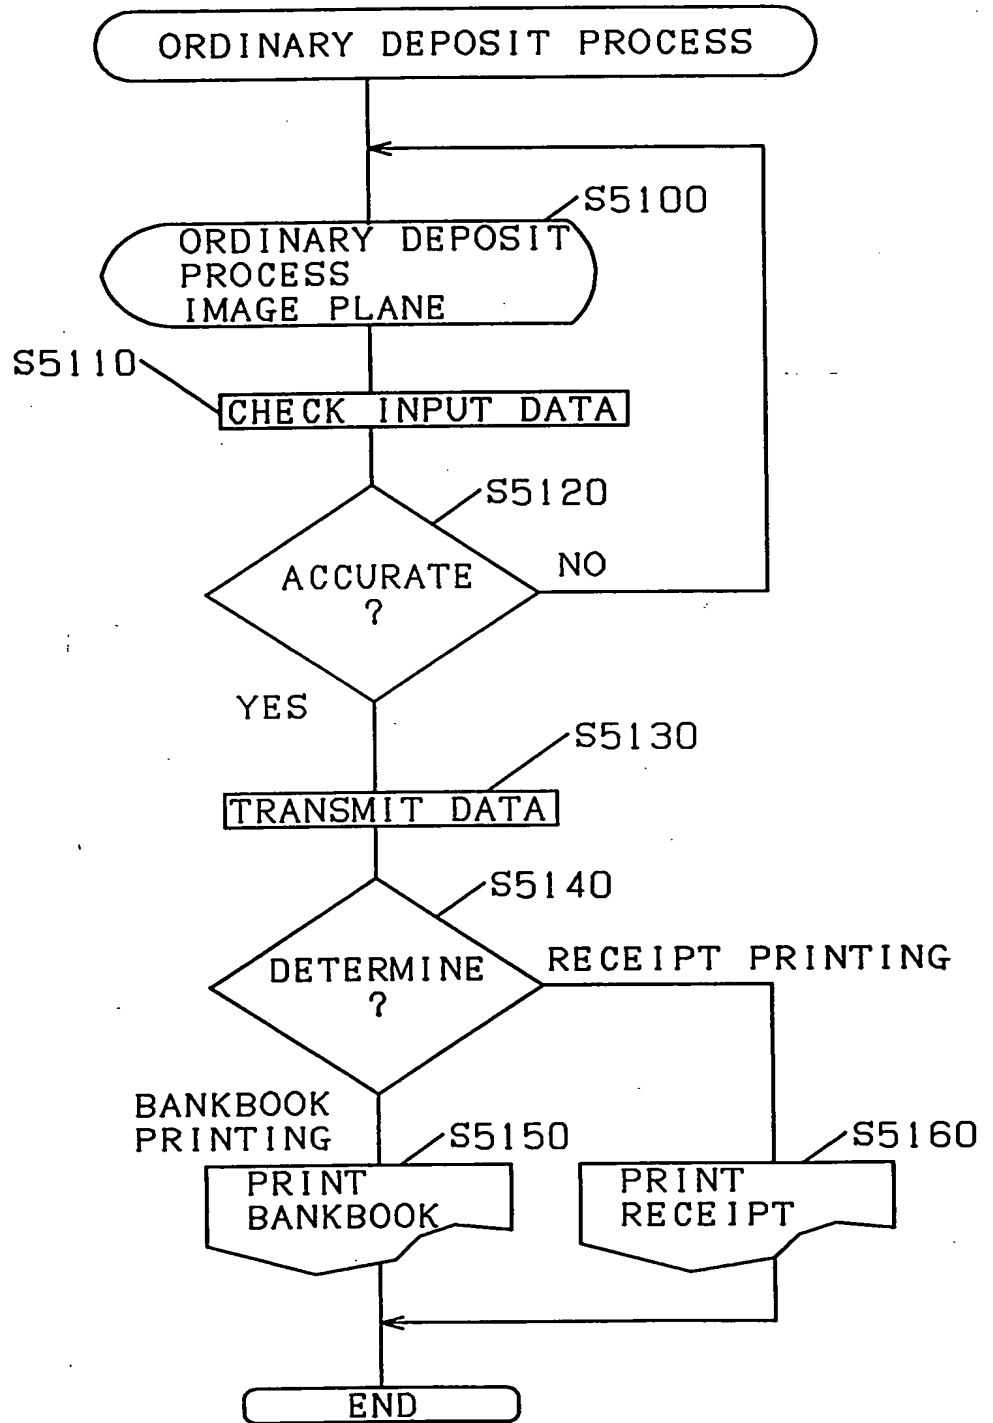 ORDINARY DEPOSIT PROCESS
S5100
ORDINARY DEPOSIT
PROCESS
IMAGE PLANE
S5110
CHECK INPUT DATA
S5120
ACCURATE
?
NO
YES
S5130
TRANSMIT DATA
S5140
DETERMINE
?
RECEIPT PRINTING
BANKBOOK
PRINTING
S5150
PRINT
BANKBOOK
S5160
PRINT
RECEIPT
END